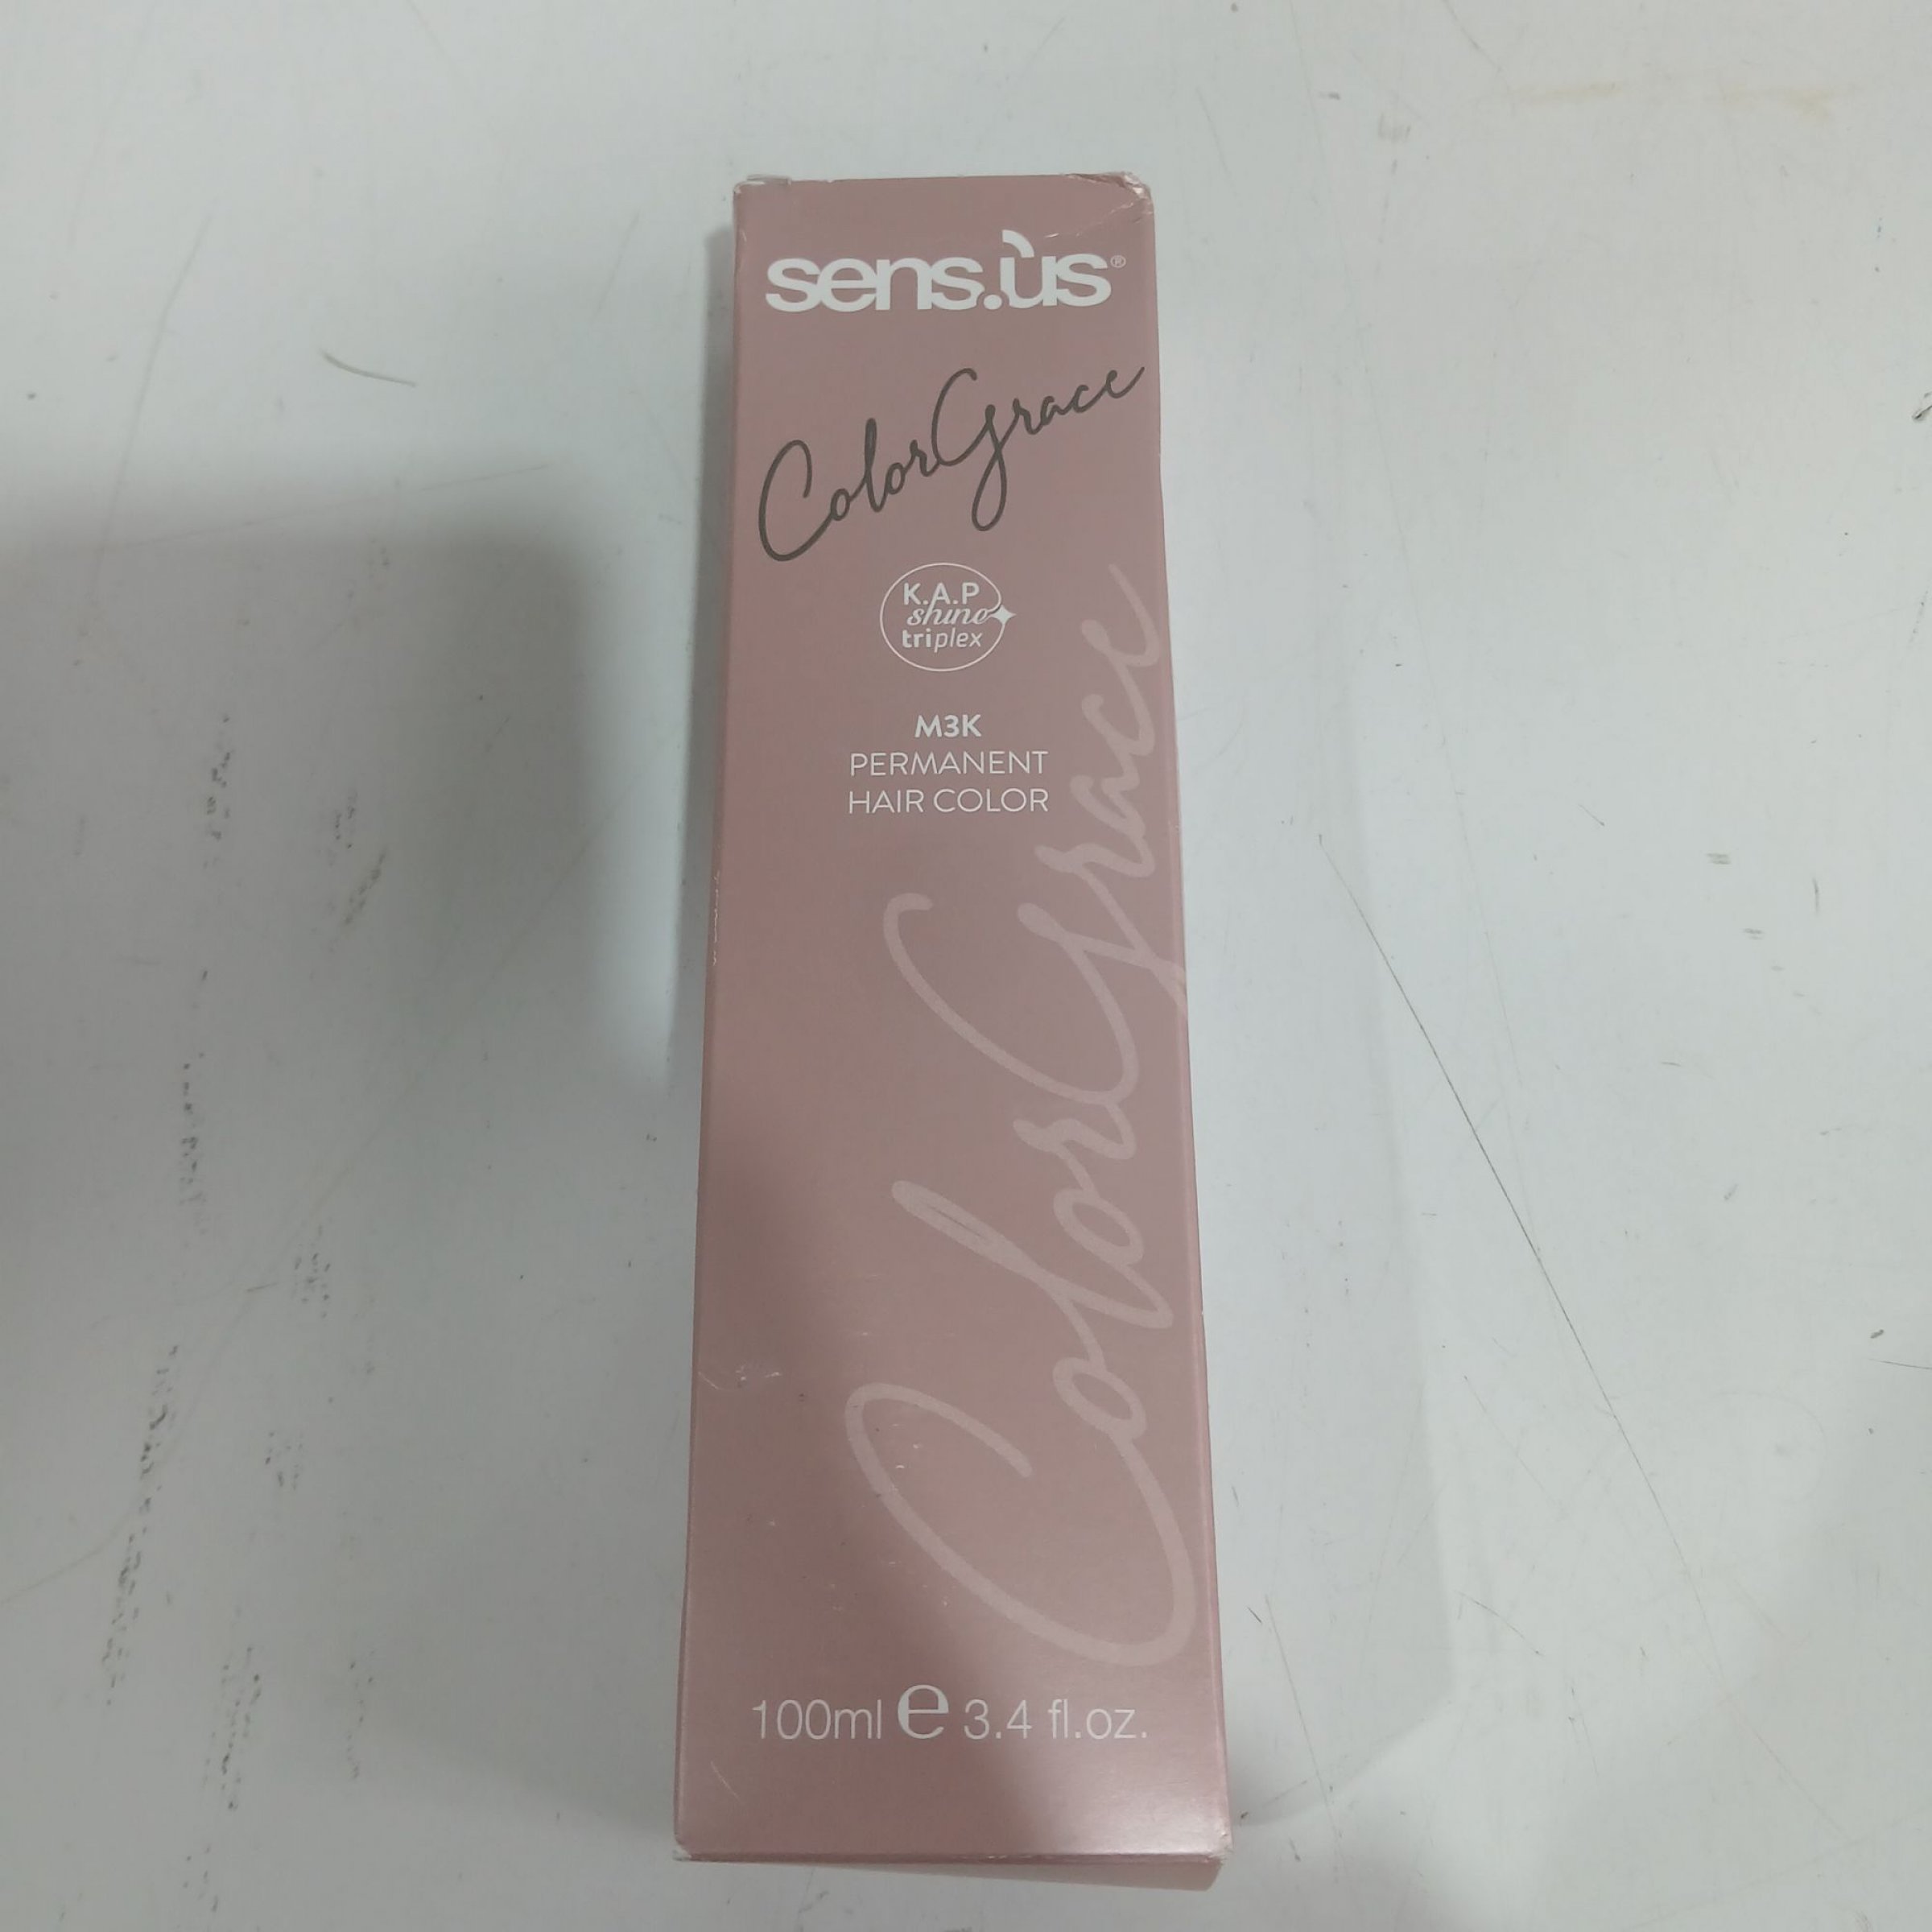 sens.ùs®
ColorGrace
K.A.P
shine
triplex
M3K
PERMANENT
HAIR COLOR
ColorGrace
100ml e 3.4 fl.oz.